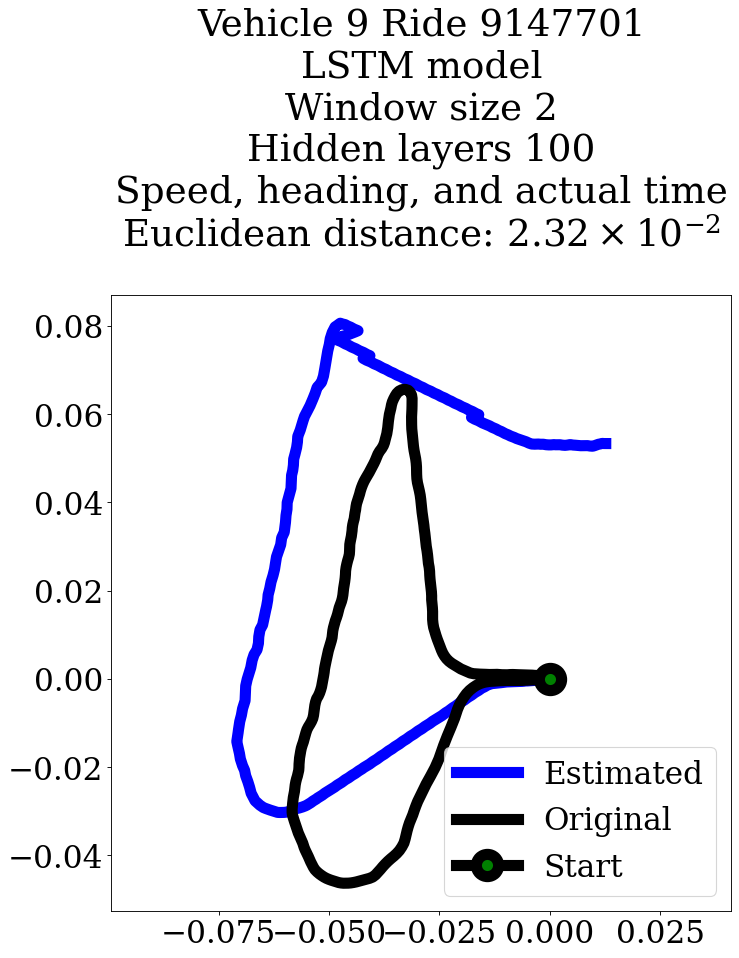 Vehicle 9 Ride 9147701
LSTM model
Window size 2
Hidden layers 100
Speed, heading, and actual time
Euclidean distance: 2.32 × 10⁻²
0.08
0.06
0.04
0.02
0.00
−0.02
−0.04
Estimated
Original
Start
−0.075 −0.050 −0.025 0.000 0.025